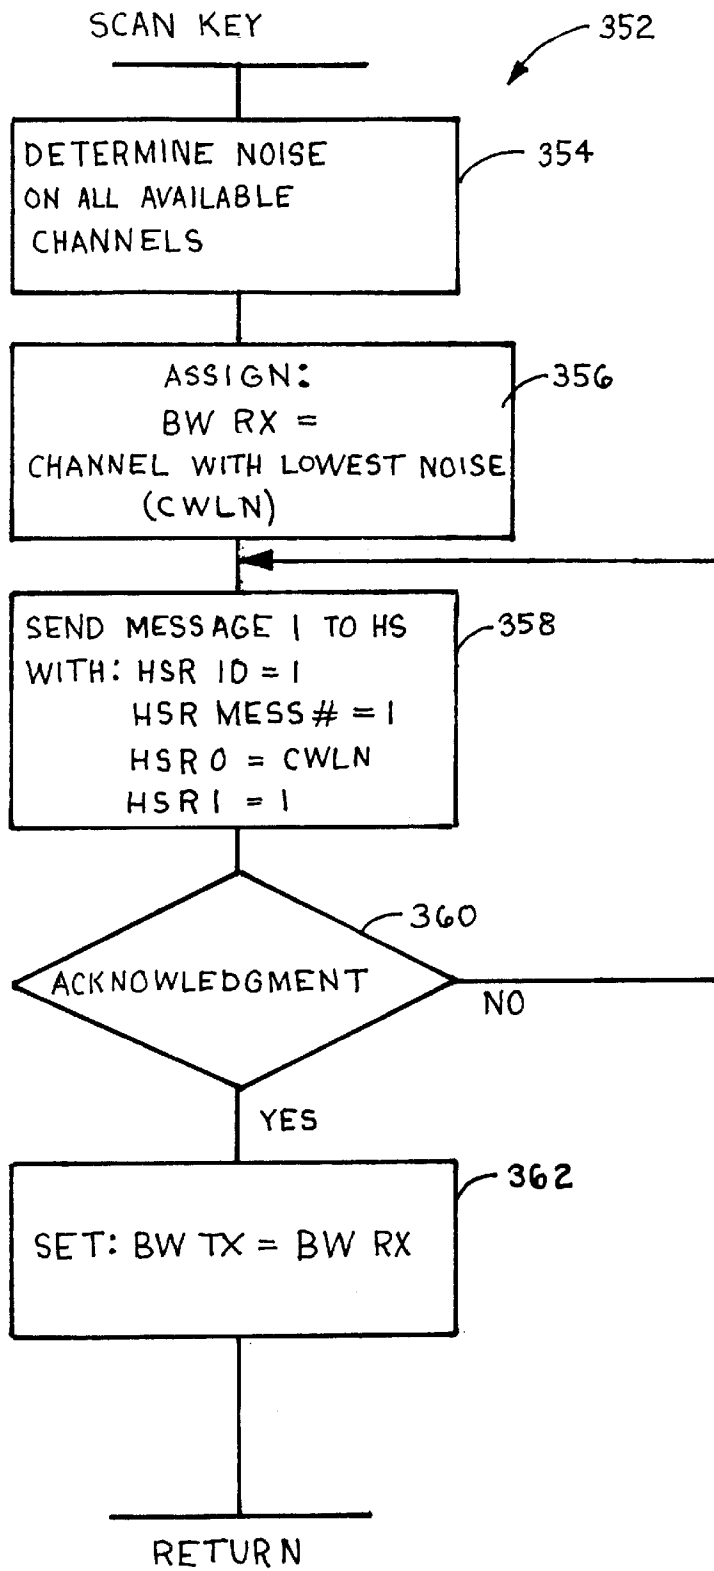 SCAN KEY
352
DETERMINE NOISE
ON ALL AVAILABLE
CHANNELS
354
ASSIGN:
BW RX =
CHANNEL WITH LOWEST NOISE
(CWLN)
356
SEND MESSAGE 1 TO HS
WITH: HSR ID = 1
HSR MESS # = 1
HSR 0 = CWLN
HSR 1 = 1
358
ACKNOWLEDGMENT
360
NO
YES
SET: BW TX = BW RX
362
RETURN